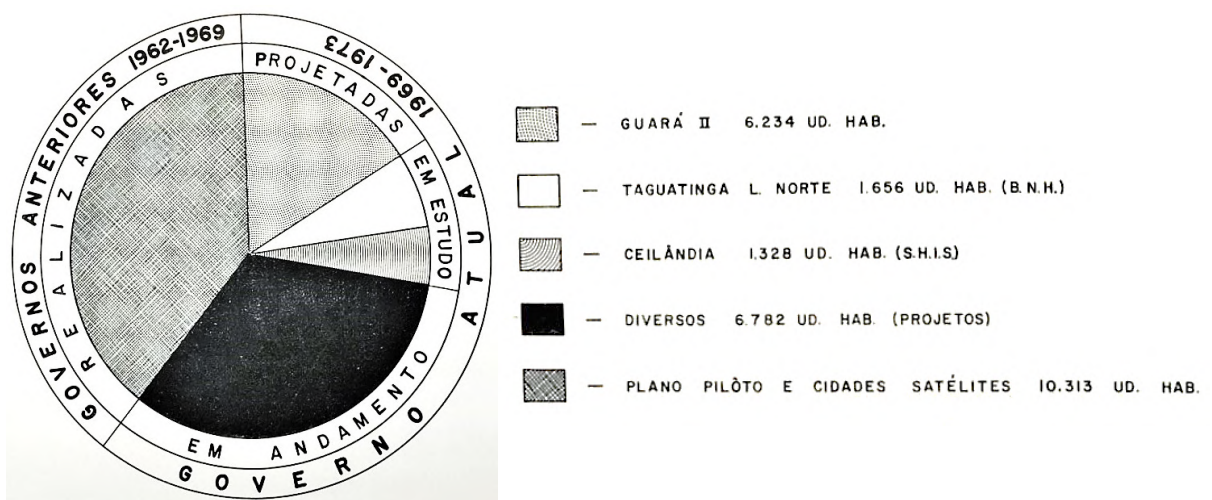 GOVERNOS ANTERIORES 1962-1969
1969-1973
GOVERNO ATUAL
REALIZADAS
PROJETADAS
EM ESTUDO
EM ANDAMENTO
— GUARÁ II 6.234 UD. HAB.
— TAGUATINGA L. NORTE 1.656 UD. HAB. (B.N.H.)
— CEILÂNDIA 1.328 UD. HAB. (S.H.I.S.)
— DIVERSOS 6.782 UD. HAB. (PROJETOS)
— PLANO PILÔTO E CIDADES SATÉLITES 10.313 UD. HAB.